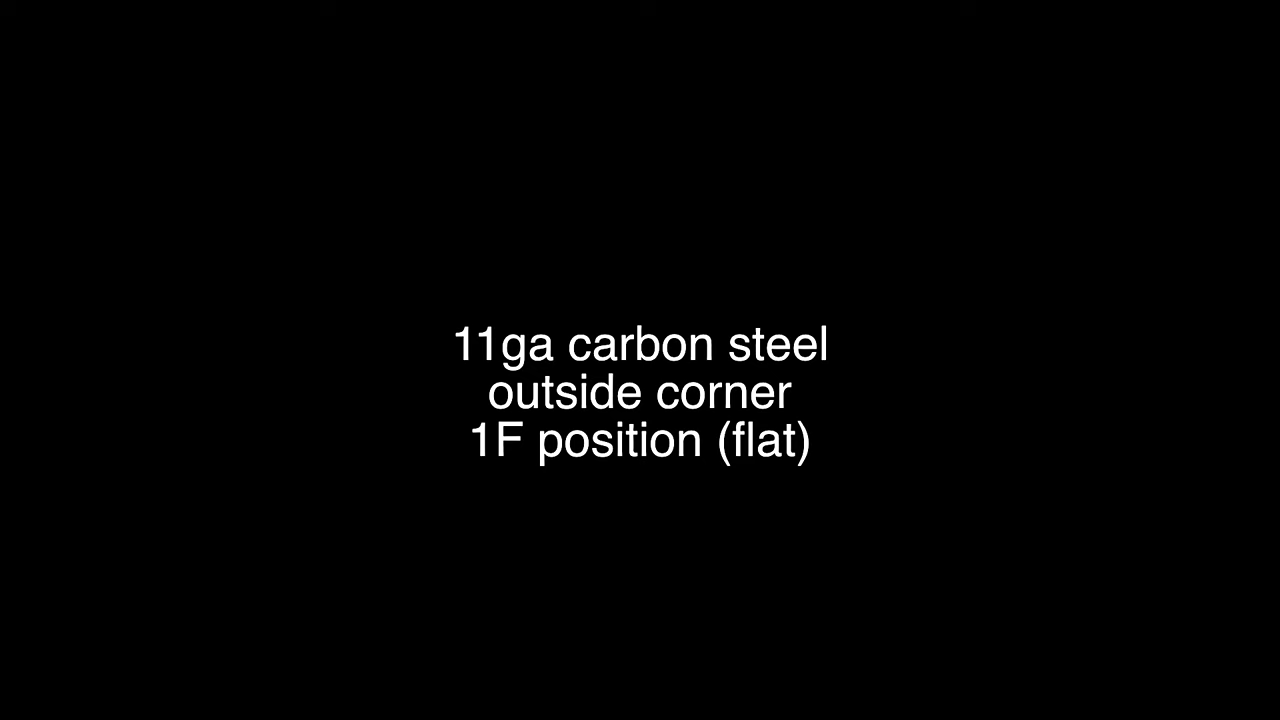 11ga carbon steel
outside corner
1F position (flat)